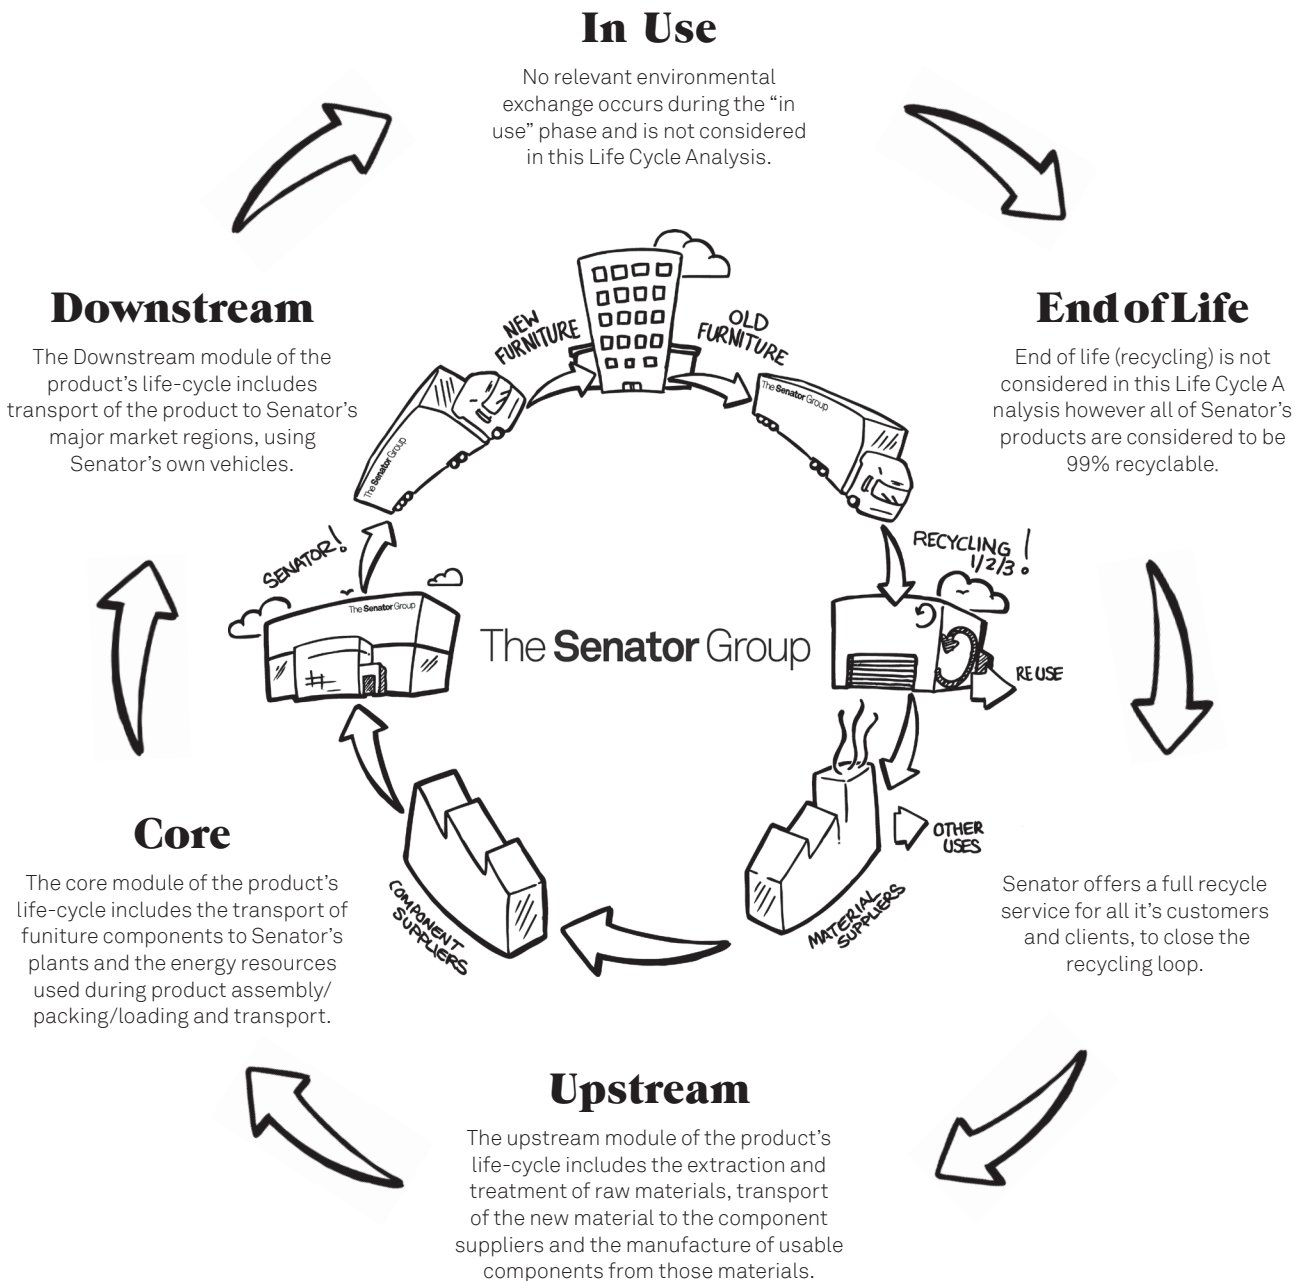 In Use
No relevant environmental
exchange occurs during the “in
use” phase and is not considered
in this Life Cycle Analysis.
Downstream
The Downstream module of the
product’s life-cycle includes
transport of the product to Senator’s
major market regions, using
Senator’s own vehicles.
End of Life
End of life (recycling) is not
considered in this Life Cycle A
nalysis however all of Senator’s
products are considered to be
99% recyclable.
NEW
FURNITURE
OLD
FURNITURE
The Senator Group
The Senator Group
SENATOR!
RECYCLING
1/2/3!
The Senator Group
The Senator Group
RE USE
OTHER
USES
COMPONENT
SUPPLIERS
MATERIAL
SUPPLIERS
Core
The core module of the product’s
life-cycle includes the transport of
funiture components to Senator’s
plants and the energy resources
used during product assembly/
packing/loading and transport.
Senator offers a full recycle
service for all it’s customers
and clients, to close the
recycling loop.
Upstream
The upstream module of the product’s
life-cycle includes the extraction and
treatment of raw materials, transport
of the new material to the component
suppliers and the manufacture of usable
components from those materials.